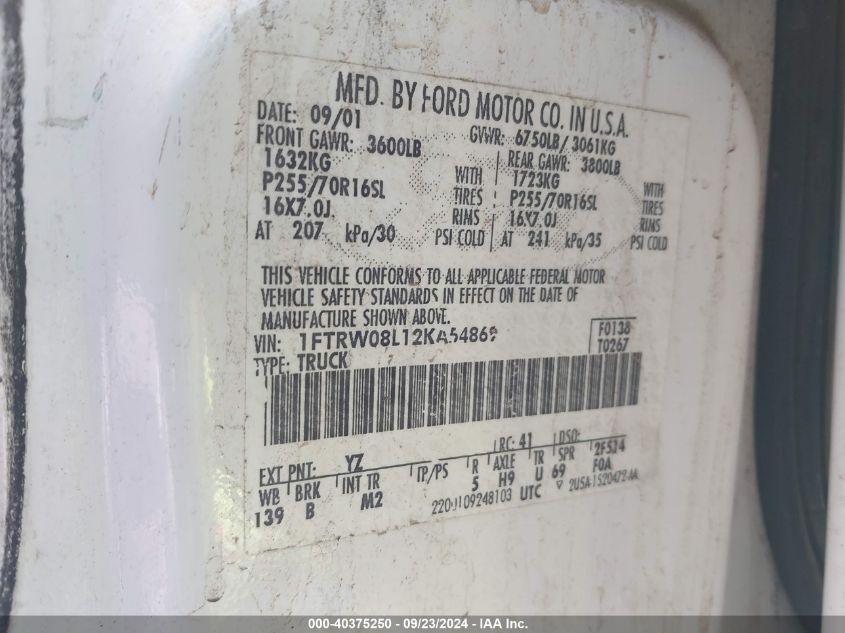 MFD. BY FORD MOTOR CO. IN U.S.A.
DATE: 09/01 GVWR: 6750LB/ 3061KG
FRONT GAWR: 3600LB REAR GAWR: 3800LB
1632KG WITH 1723KG WITH
P255/70R16SL TIRES P255/70R16SL TIRES
16X7.0J RIMS 16X7.0J RIMS
AT 207 kPa/30 PSI COLD AT 241 kPa/35 PSI COLD
THIS VEHICLE CONFORMS TO ALL APPLICABLE FEDERAL MOTOR
VEHICLE SAFETY STANDARDS IN EFFECT ON THE DATE OF
MANUFACTURE SHOWN ABOVE.
VIN: 1FTRW08L12KA54869 F0138
TYPE: TRUCK T0267
EXT PNT: YZ RC: 41 DSO:
WB BRK INT TR TP/PS R AXLE TR SPR 2F524
139 B M2 5 H9 U 69 F0A
UTC
000-40375250 - 09/23/2024 - IAA Inc.